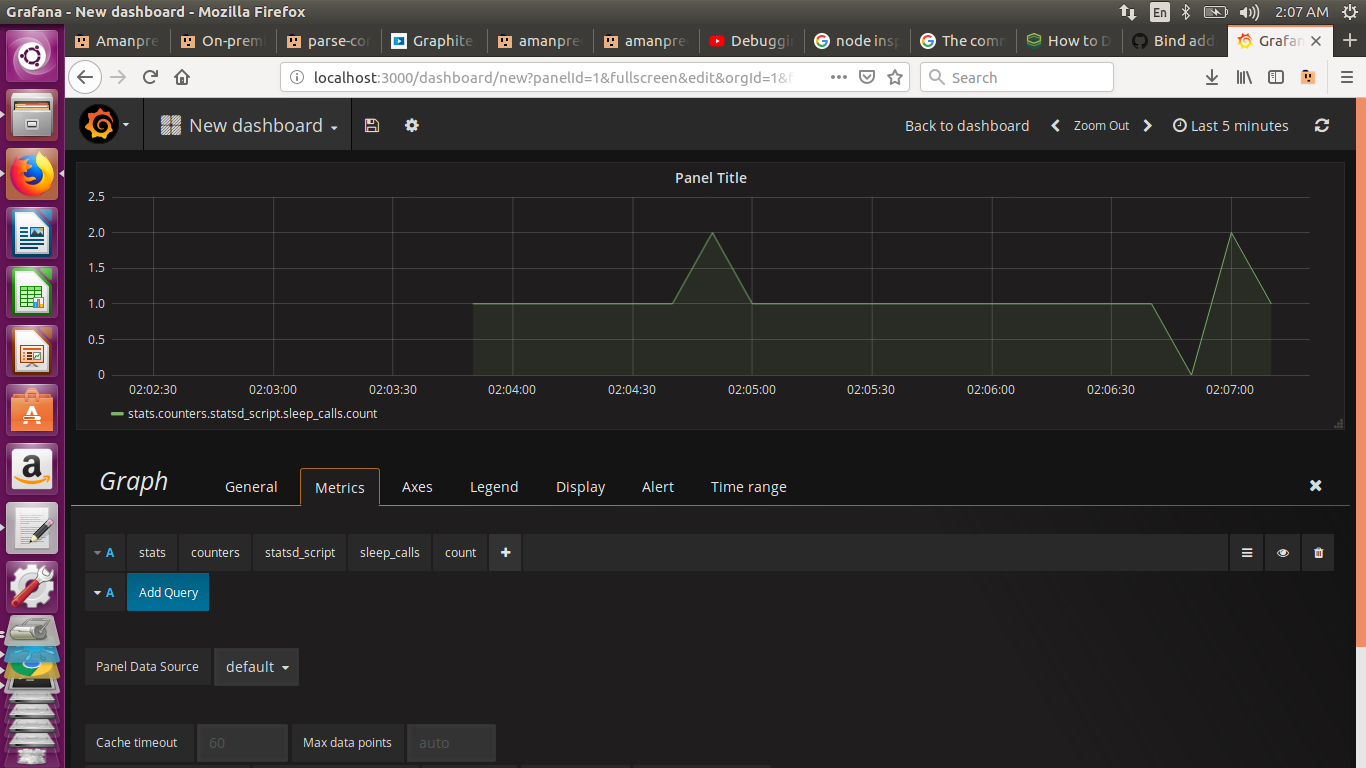 Grafana - New dashboard - Mozilla Firefox
En
2:07 AM
Amanpre
On-prem
parse-con
Graphite
amanpre
amanpre
Debuggin
node insp
The com
How to D
Bind add
Grafan
localhost:3000/dashboard/new?panelId=1&fullscreen&edit&orgId=1&f
Search
New dashboard
Back to dashboard
Zoom Out
Last 5 minutes
Panel Title
2.5
2.0
1.5
1.0
0.5
0
02:02:30 02:03:00 02:03:30 02:04:00 02:04:30 02:05:00 02:05:30 02:06:00 02:06:30 02:07:00
stats.counters.statsd_script.sleep_calls.count
Graph
General
Metrics
Axes
Legend
Display
Alert
Time range
A stats counters statsd_script sleep_calls count
A Add Query
Panel Data Source default
Cache timeout 60 Max data points auto